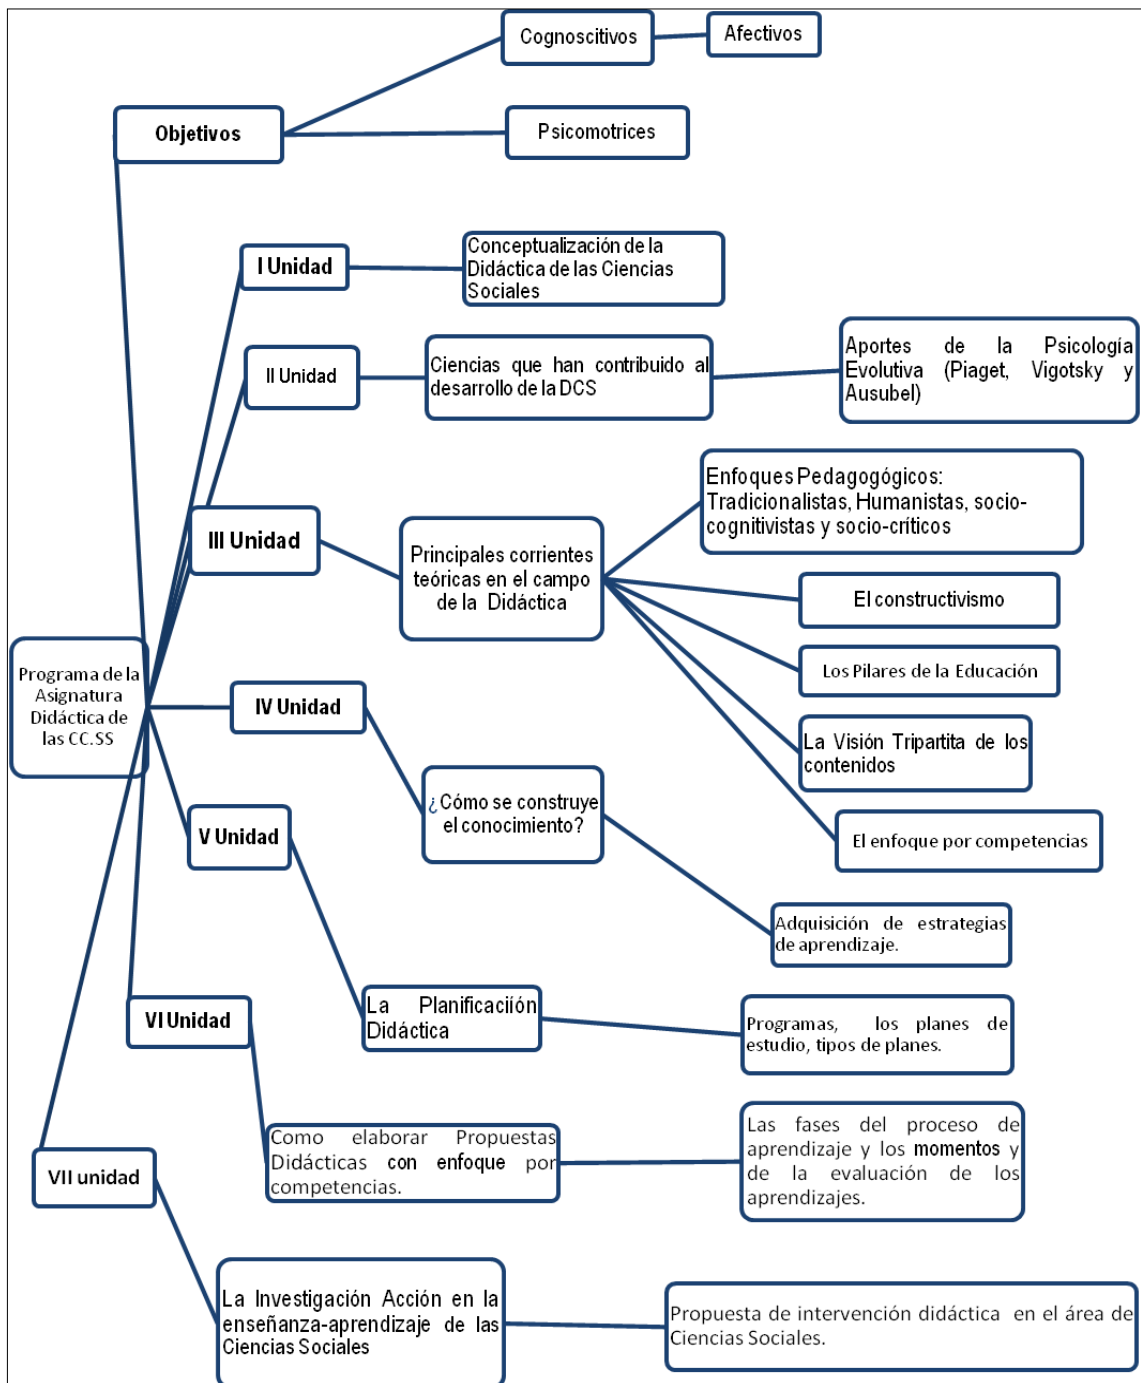 Cognoscitivos
Afectivos
Objetivos
Psicomotrices
I Unidad
Conceptualización de la
Didáctica de las Ciencias
Sociales
II Unidad
Ciencias que han contribuido al
desarrollo de la DCS
Aportes de la Psicología
Evolutiva (Piaget, Vigotsky y
Ausubel)
III Unidad
Principales corrientes
teóricas en el campo
de la Didáctica
Enfoques Pedagogógicos:
Tradicionalistas, Humanistas, socio-
cognitivistas y socio-críticos
El constructivismo
Los Pilares de la Educación
La Visión Tripartita de los
contenidos
El enfoque por competencias
Programa de la
Asignatura
Didáctica de
las CC.SS
IV Unidad
¿Cómo se construye
el conocimiento?
Adquisición de estrategias
de aprendizaje.
V Unidad
La Planificaiión
Didáctica
Programas, los planes de
estudio, tipos de planes.
VI Unidad
Como elaborar Propuestas
Didácticas con enfoque por
competencias.
Las fases del proceso de
aprendizaje y los momentos y
de la evaluación de los
aprendizajes.
VII unidad
La Investigación Acción en la
enseñanza-aprendizaje de las
Ciencias Sociales
Propuesta de intervención didáctica en el área de
Ciencias Sociales.